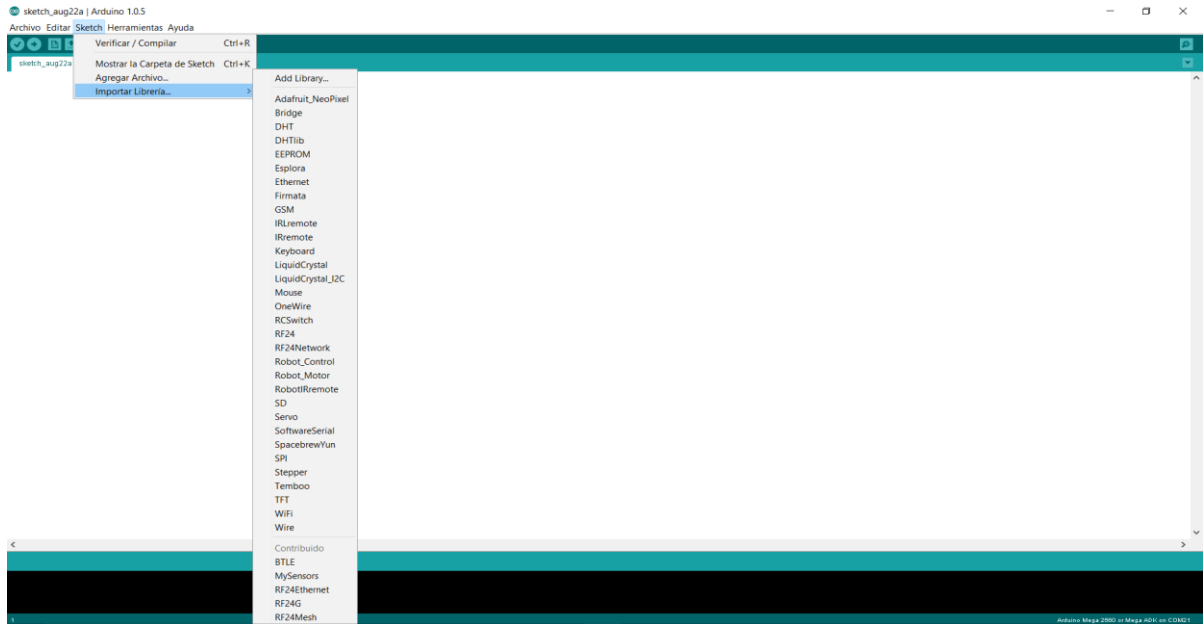 sketch_aug22a | Arduino 1.0.5
Archivo Editar Sketch Herramientas Ayuda
Verificar / Compilar Ctrl+R
sketch_aug22a
Mostrar la Carpeta de Sketch Ctrl+K
Agregar Archivo...
Importar Librería...
Add Library...
Adafruit_NeoPixel
Bridge
DHT
DHTlib
EEPROM
Esplora
Ethernet
Firmata
GSM
IRLremote
IRremote
Keyboard
LiquidCrystal
LiquidCrystal_I2C
Mouse
OneWire
RCSwitch
RF24
RF24Network
Robot_Control
Robot_Motor
RobotIRremote
SD
Servo
SoftwareSerial
SpacebrewYun
SPI
Stepper
Temboo
TFT
WiFi
Wire
Contribuido
BTLE
MySensors
RF24Ethernet
RF24G
RF24Mesh
1
Arduino Mega 2560 or Mega ADK on COM21